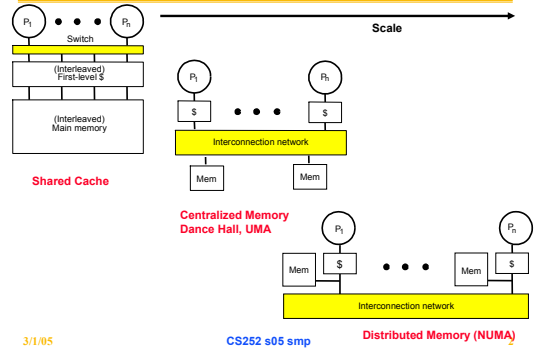 P1
Pn
Switch
Scale
(Interleaved)
First-level $
(Interleaved)
Main memory
Shared Cache
P1
Pn
$
$
Interconnection network
Mem
Mem
Centralized Memory
Dance Hall, UMA
P1
Pn
Mem
$
Mem
$
Interconnection network
Distributed Memory (NUMA)
3/1/05
CS252 s05 smp
2